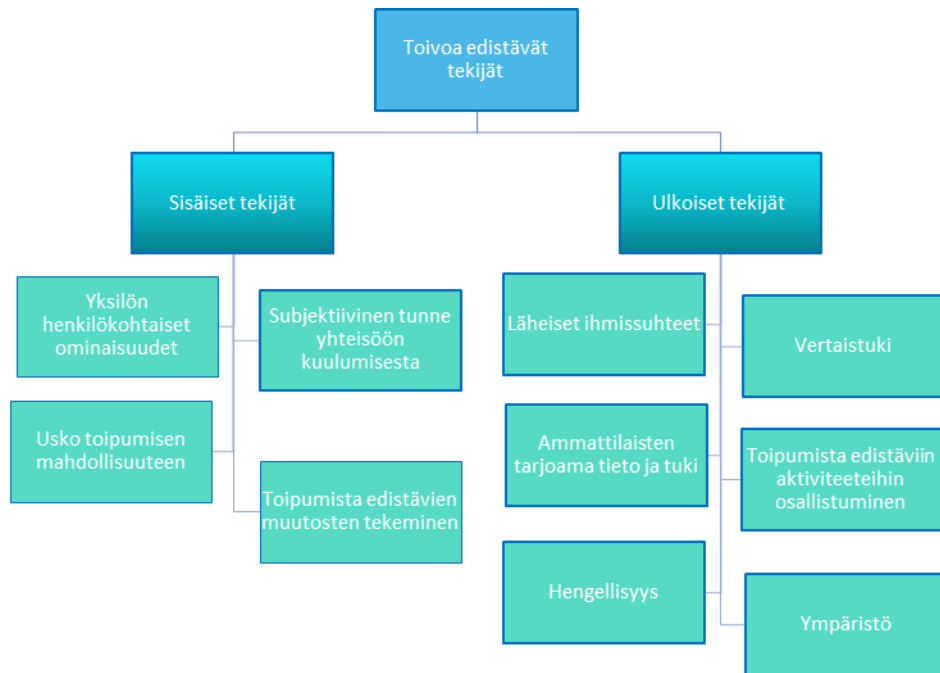 Toivoa edistävät
tekijät
Sisäiset tekijät
Ulkoiset tekijät
Yksilön
henkilökohtaiset
ominaisuudet
Subjektiivinen tunne
yhteisöön
kuulumisesta
Usko toipumisen
mahdollisuuteen
Toipumista edistävien
muutosten tekeminen
Läheiset ihmissuhteet
Vertaistuki
Ammattilaisten
tarjoama tieto ja tuki
Toipumista edistäviin
aktiviteeteihin
osallistuminen
Hengellisyys
Ympäristö